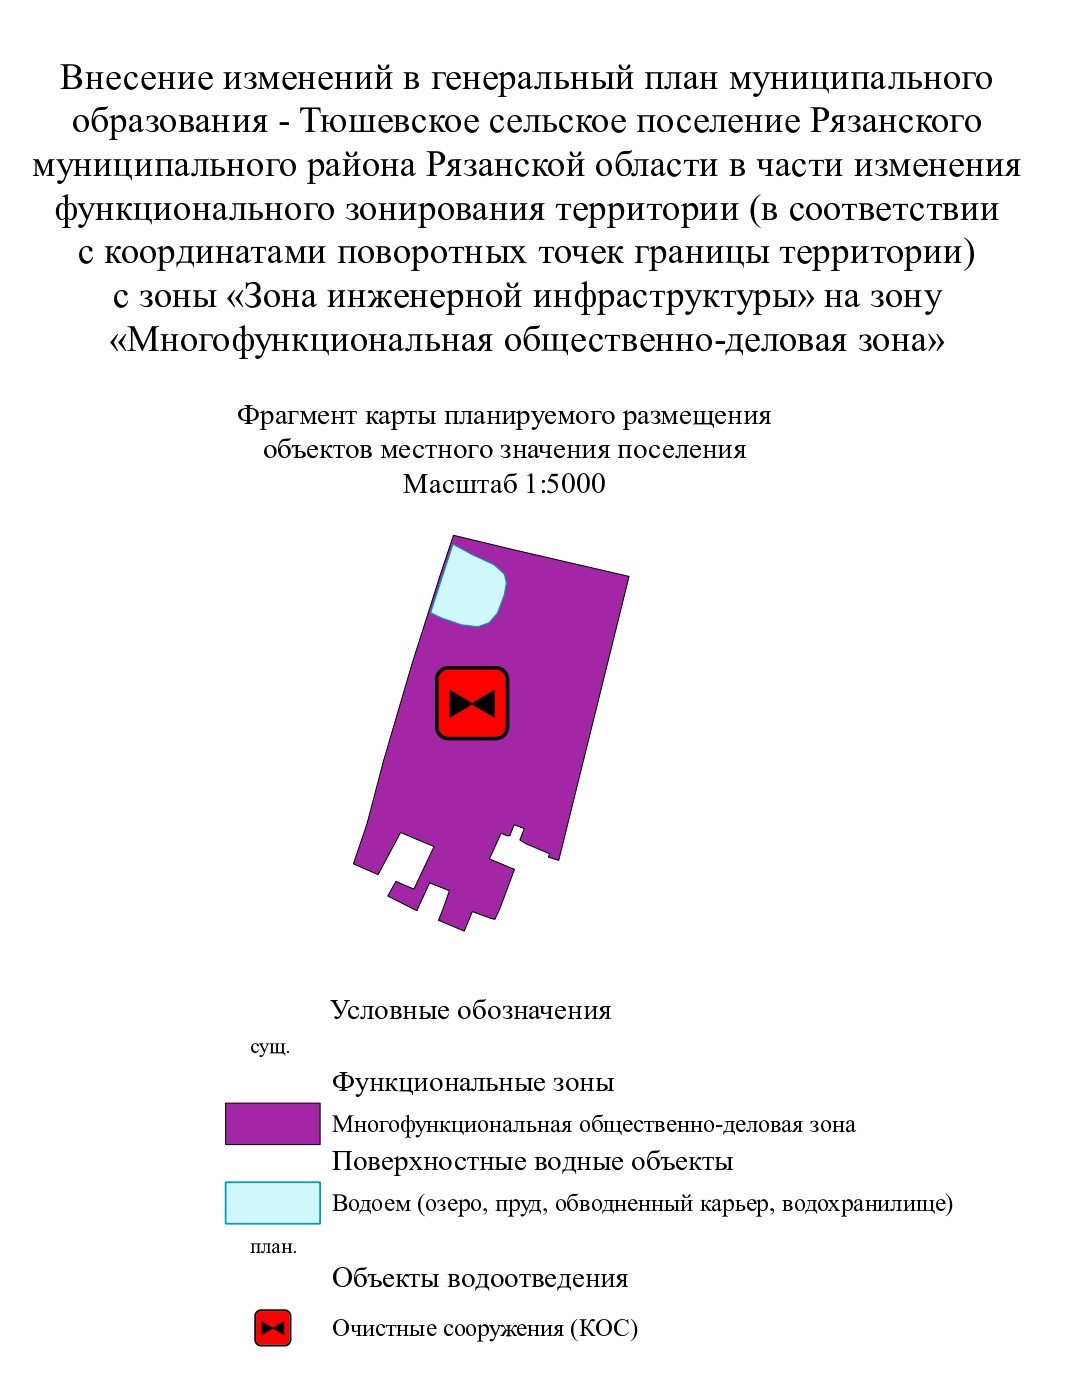 Внесение изменений в генеральный план муниципального
образования - Тюшевское сельское поселение Рязанского
муниципального района Рязанской области в части изменения
функционального зонирования территории (в соответствии
с координатами поворотных точек границы территории)
с зоны «Зона инженерной инфраструктуры» на зону
«Многофункциональная общественно-деловая зона»
Фрагмент карты планируемого размещения
объектов местного значения поселения
Масштаб 1:5000
Условные обозначения
сущ.
Функциональные зоны
Многофункциональная общественно-деловая зона
Поверхностные водные объекты
Водоем (озеро, пруд, обводненный карьер, водохранилище)
план.
Объекты водоотведения
Очистные сооружения (КОС)